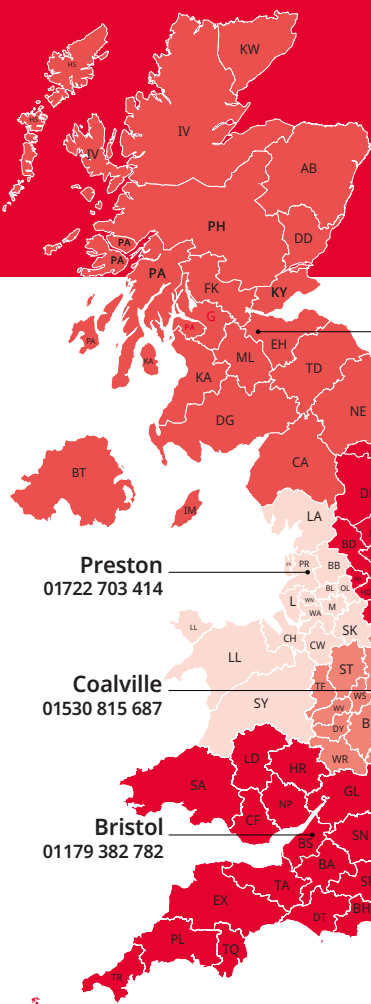 KW
HS
HS
IV
IV
AB
PH
DD
PA
PA
PA
FK
KY
G
PA
PA
EH
ML
KA
TD
KA
NE
DG
CA
BT
IM
LA
BD
Preston
01722 703 414
PR
BB
BL
OL
L
WN
WA
M
LL
SK
CH
CW
LL
ST
Coalville
01530 815 687
TF
WS
SY
WV
DY
B
WR
LD
HR
SA
GL
NP
CF
Bristol
01179 382 782
SN
BS
BA
TA
EX
DT
BH
PL
TQ
TR